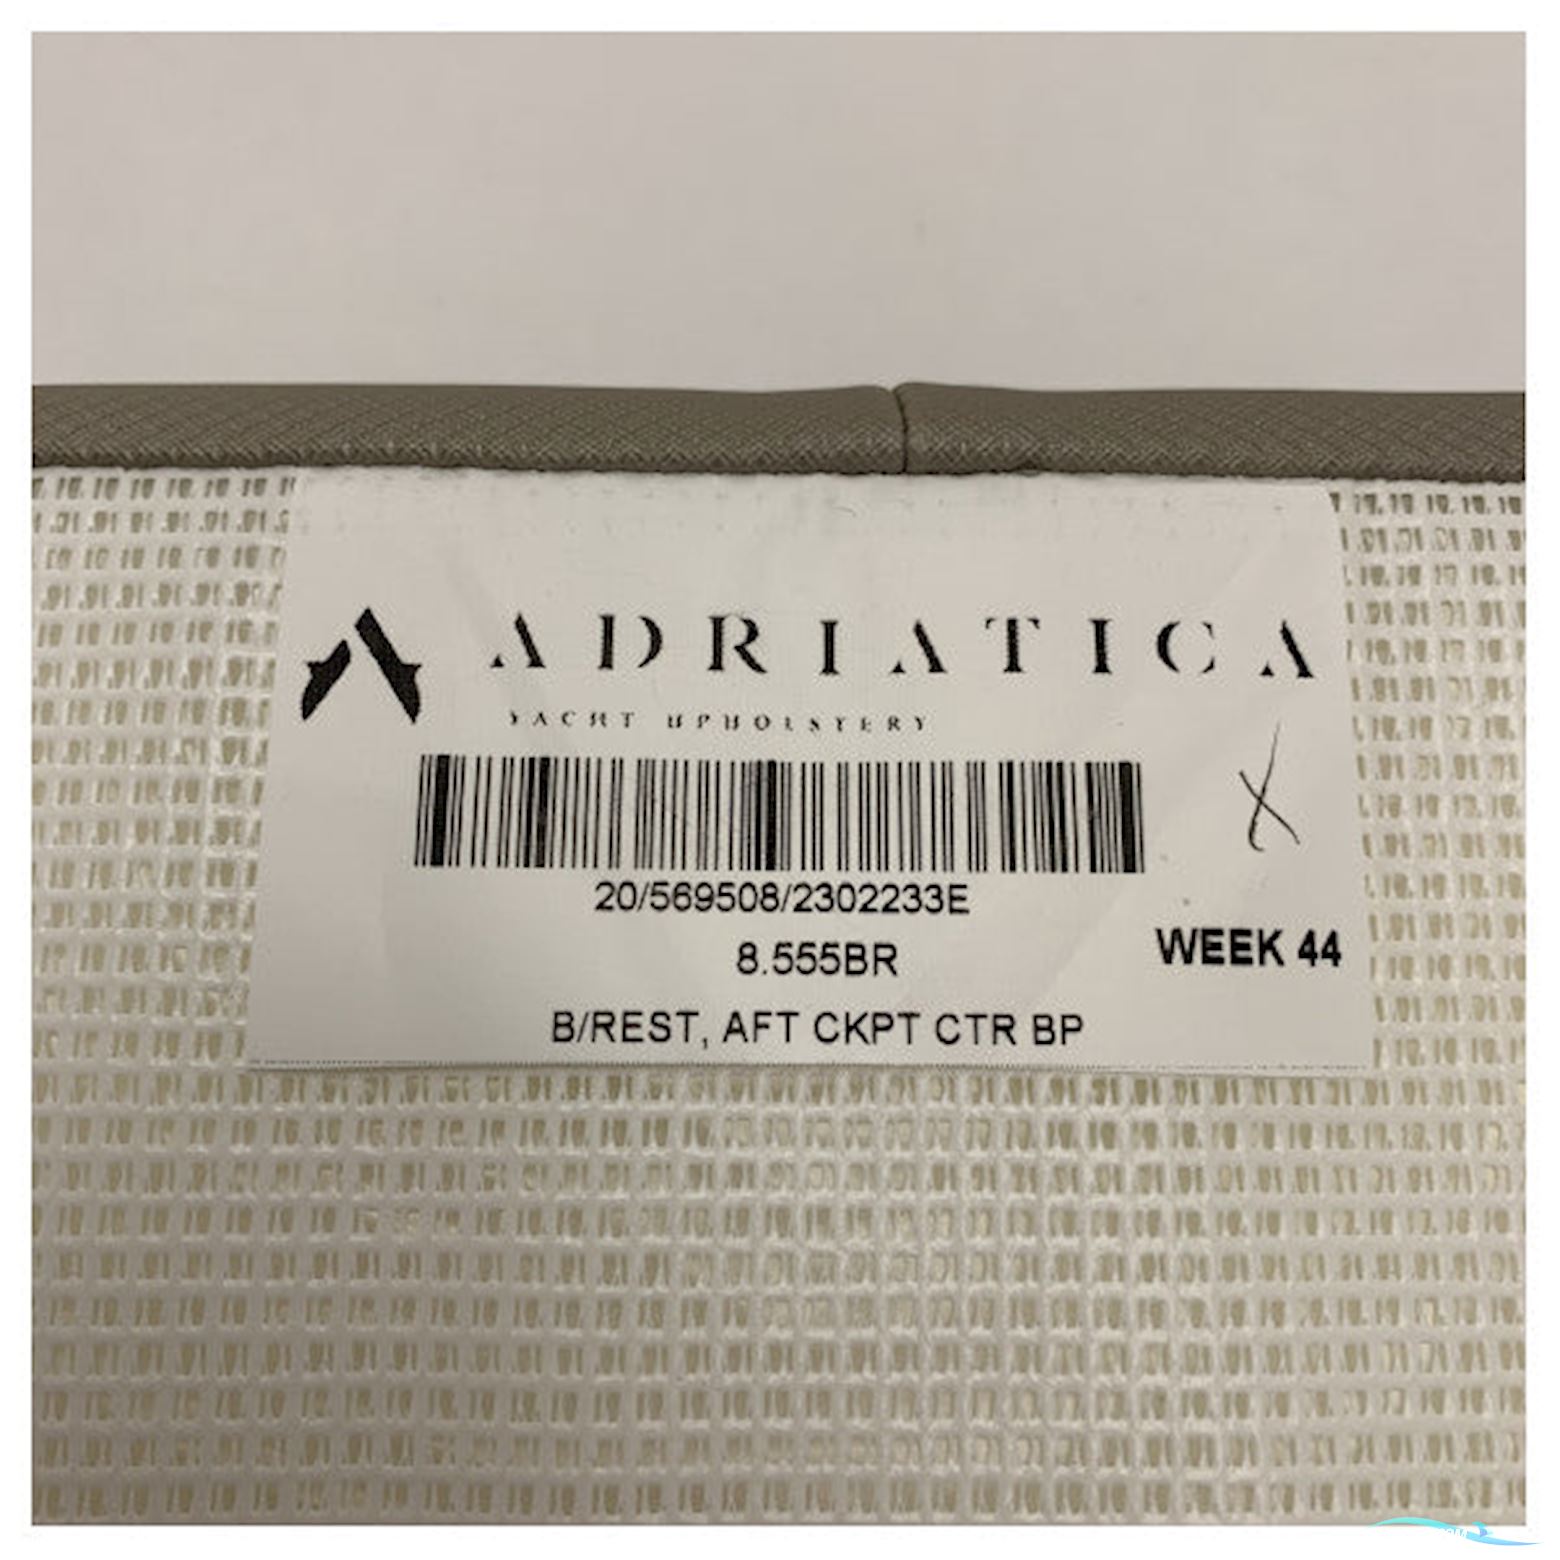 ADRIATICA
YACHT UPHOLSTERY
20/569508/2302233E
8.555BR
WEEK 44
B/REST, AFT CKPT CTR BP